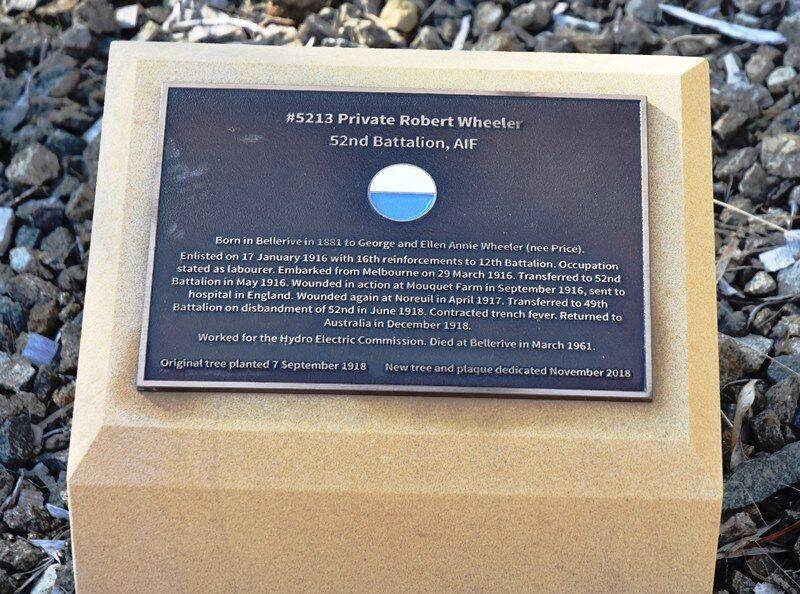 #5213 Private Robert Wheeler
52nd Battalion, AIF
Born in Bellerive in 1881 to George and Ellen Annie Wheeler (nee Price).
Enlisted on 17 January 1916 with 16th reinforcements to 12th Battalion. Occupation
stated as labourer. Embarked from Melbourne on 29 March 1916. Transferred to 52nd
Battalion in May 1916. Wounded in action at Mouquet Farm in September 1916, sent to
hospital in England. Wounded again at Noreuil in April 1917. Transferred to 49th
Battalion on disbandment of 52nd in June 1918. Contracted trench fever. Returned to
Australia in December 1918.
Worked for the Hydro Electric Commission. Died at Bellerive in March 1961.
Original tree planted 7 September 1918 New tree and plaque dedicated November 2018